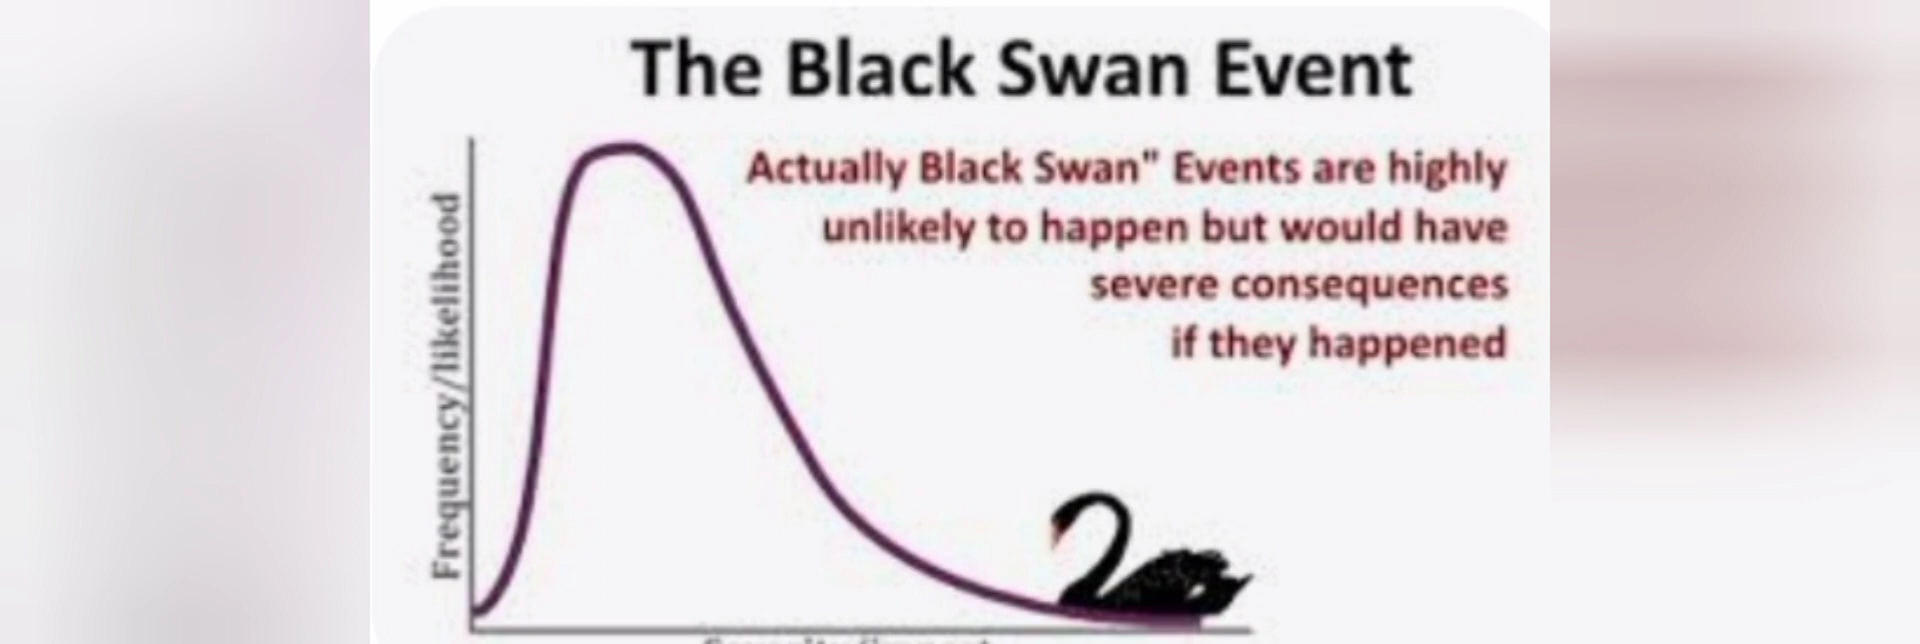 The Black Swan Event
Actually Black Swan" Events are highly
unlikely to happen but would have
severe consequences
if they happened
Frequency/likelihood